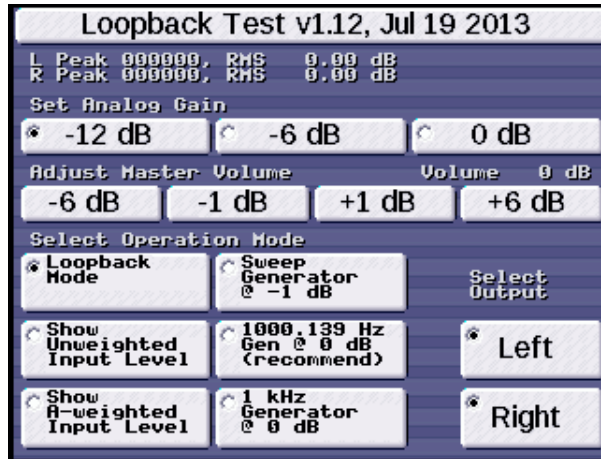 Loopback Test v1.12, Jul 19 2013
L Peak 000000, RMS 0.00 dB
R Peak 000000, RMS 0.00 dB
Set Analog Gain
-12 dB -6 dB 0 dB
Adjust Master Volume Volume 0 dB
-6 dB -1 dB +1 dB +6 dB
Select Operation Mode
Loopback
Mode
Sweep
Generator
@ -1 dB
Select
Output
Show
Unweighted
Input Level
1000.139 Hz
Gen @ 0 dB
(recommend)
Left
Show
A-weighted
Input Level
1 kHz
Generator
@ 0 dB
Right